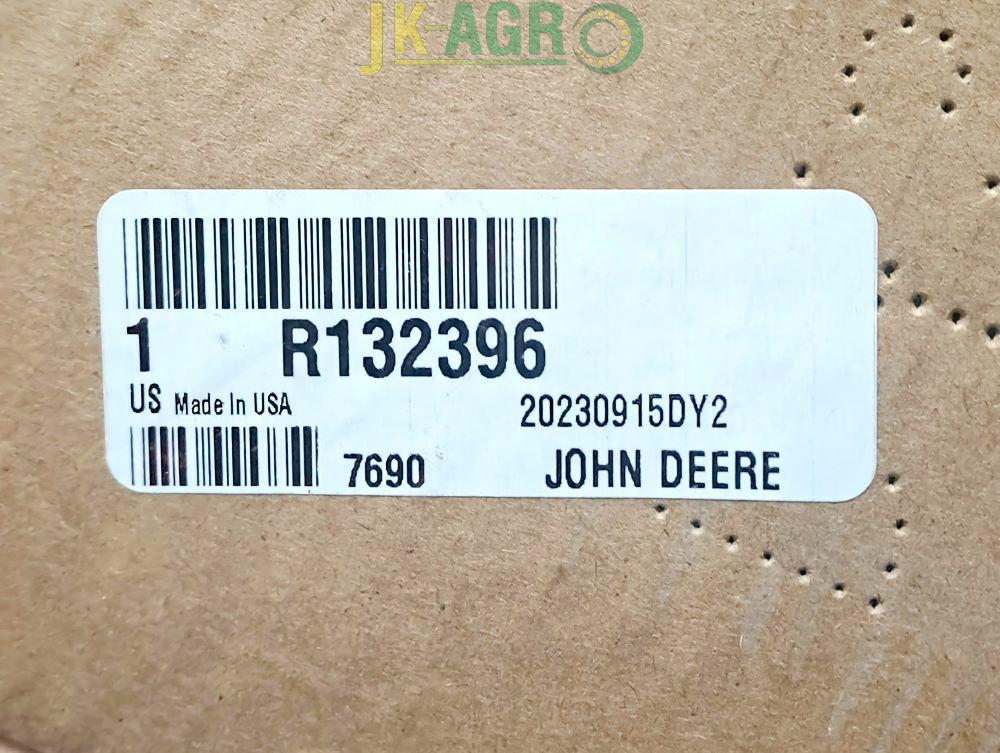 JK-AGRO
1 R132396
US Made In USA
20230915DY2
7690 JOHN DEERE